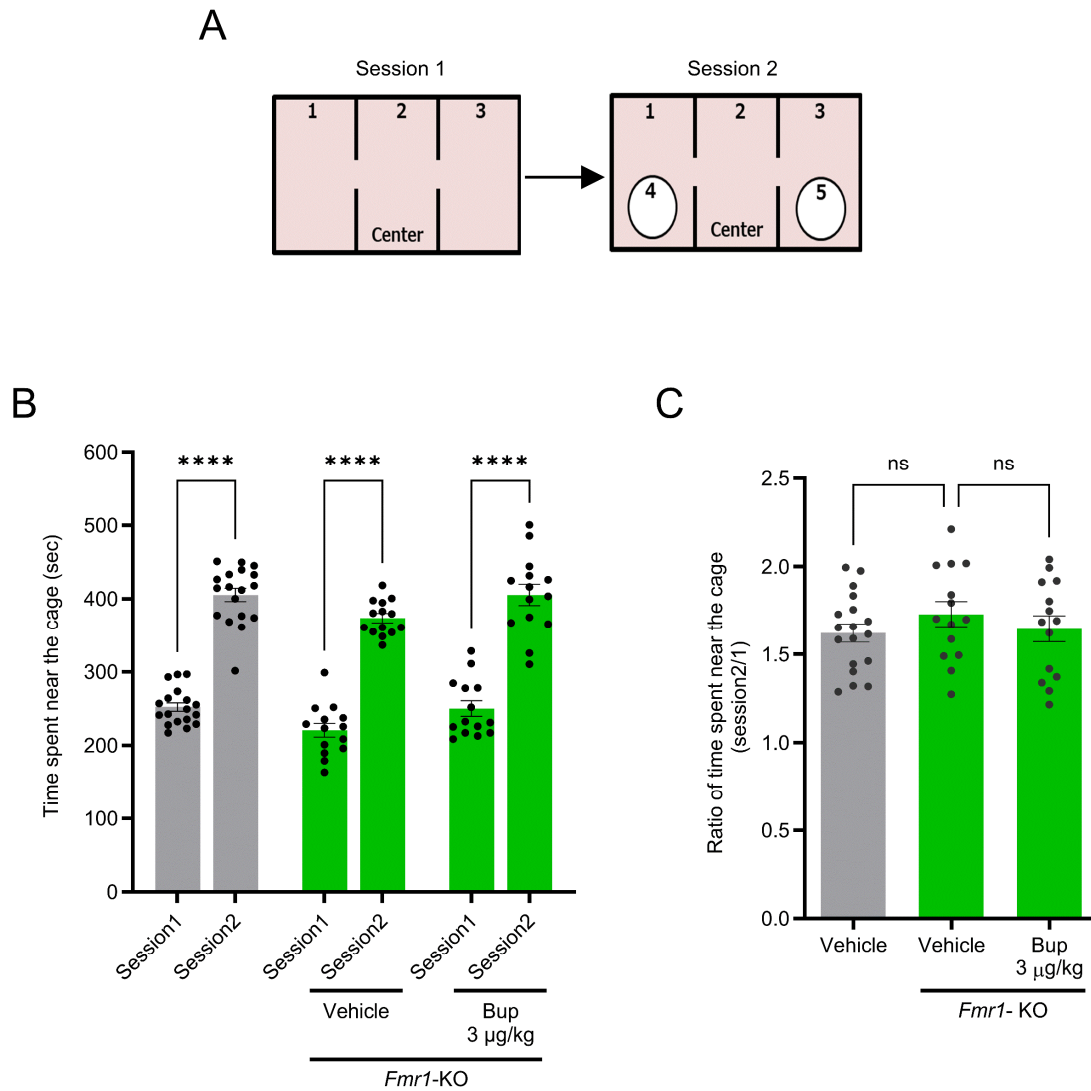 A
Session 1
Session 2
1 2 3
Center
1 2 3
4 5
Center
B
Time spent near the cage (sec)
600
500
400
300
200
100
0
**** **** ****
Session1 Session2 Session1 Session2 Session1 Session2
Vehicle
Bup
3 µg/kg
Fmr1-KO
C
Ratio of time spent near the cage
(session2/1)
2.5
2.0
1.5
1.0
0.5
0.0
ns ns
Vehicle Vehicle Bup
3 µg/kg
Fmr1- KO